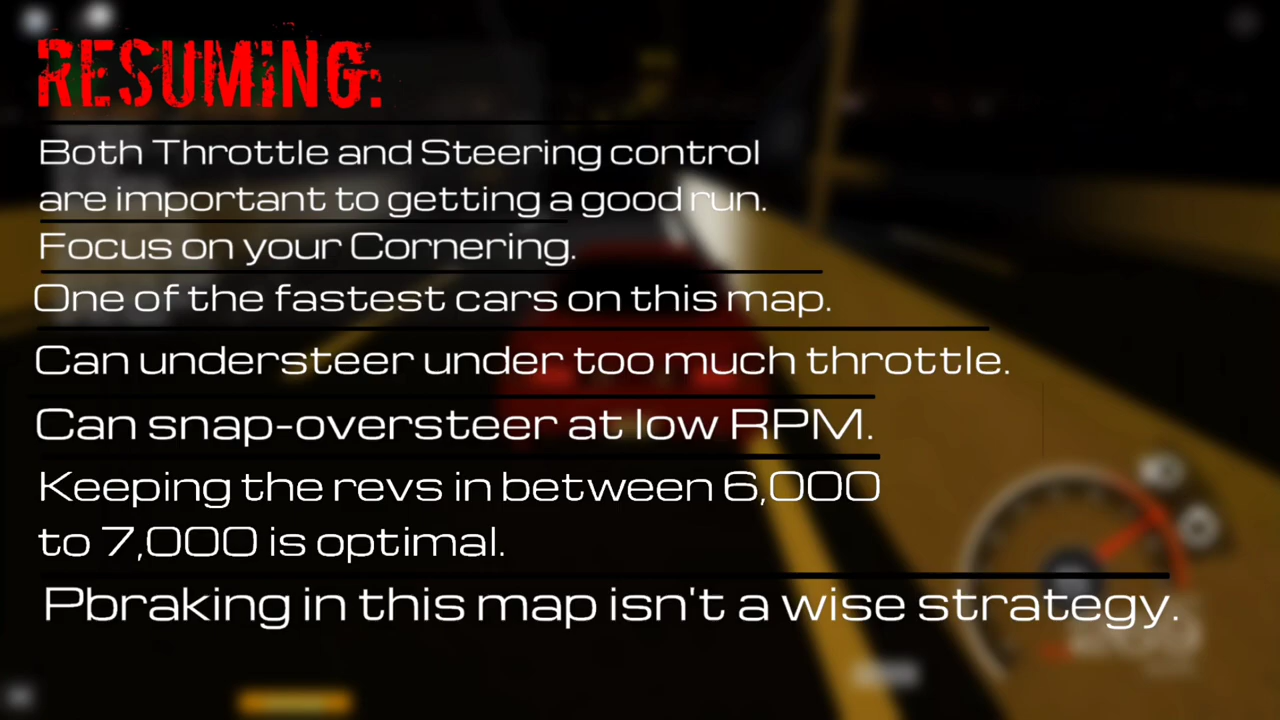 RESUMING:
Both Throttle and Steering control
are important to getting a good run.
Focus on your Cornering.
One of the fastest cars on this map.
Can understeer under too much throttle.
Can snap-oversteer at low RPM.
Keeping the revs in between 6,000
to 7,000 is optimal.
Pbraking in this map isn't a wise strategy.